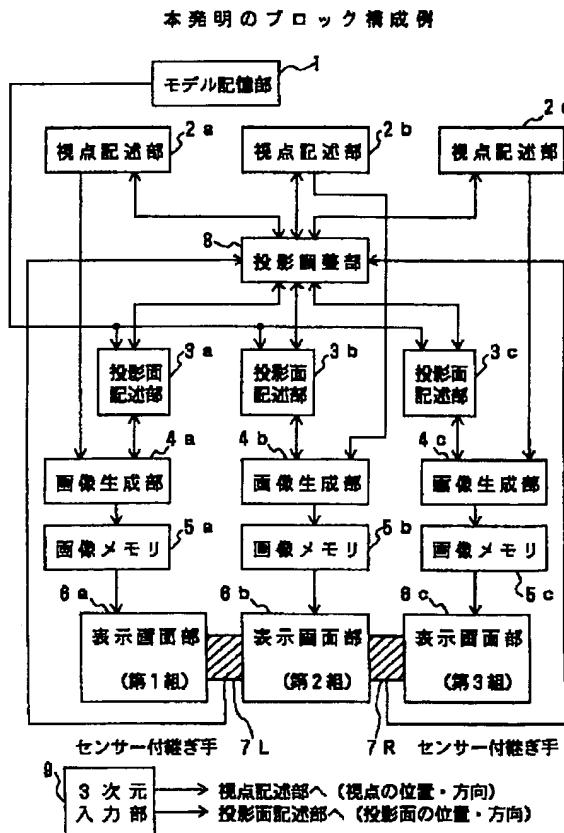 本発明のブロック構成例
1
モデル記憶部
2a 2b 2c
視点記述部 視点記述部 視点記述部
8
投影調整部
投影面 3a 投影面 3b 投影面 3c
記述部 記述部 記述部
4a 4b 4c
画像生成部 画像生成部 画像生成部
5a 5b
画像メモリ 画像メモリ 画像メモリ
6a 6b 6c 5c
表示画面部 表示画面部 表示画面部
(第1組) (第2組) (第3組)
センサー付継ぎ手 7L 7R センサー付継ぎ手
9
3次元 視点記述部へ(視点の位置・方向)
入力部 投影面記述部へ(投影面の位置・方向)